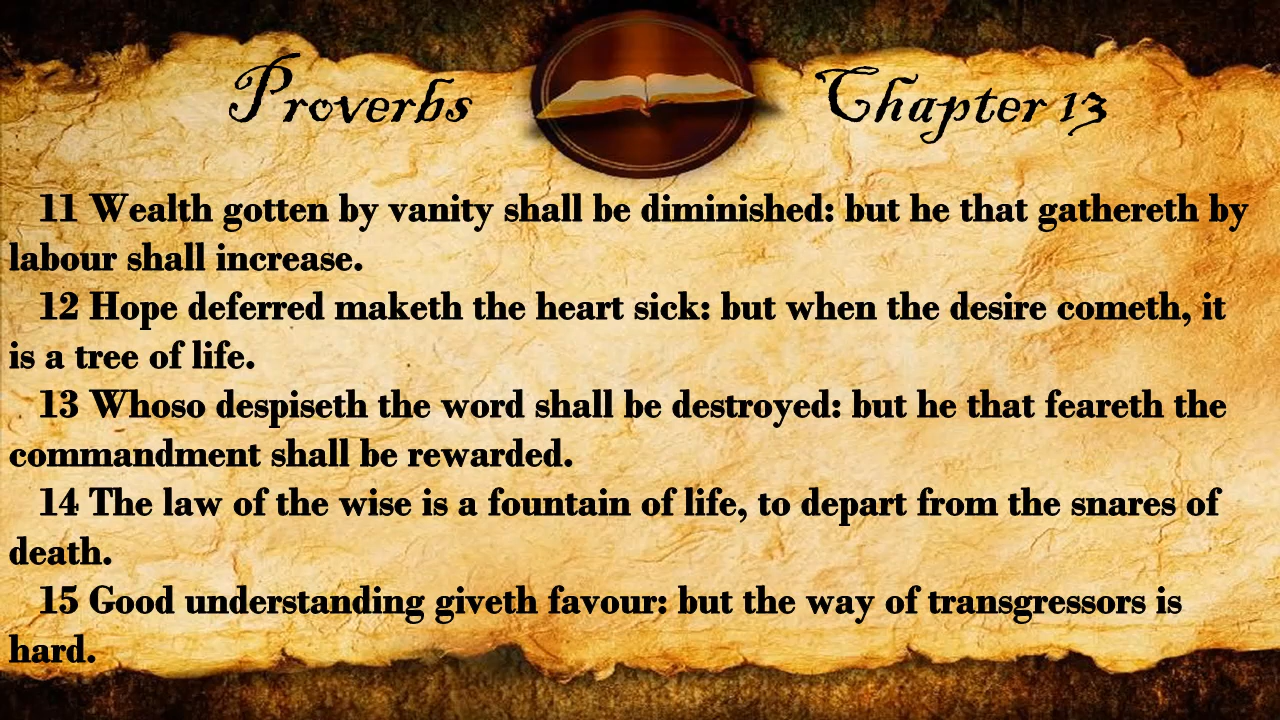 Proverbs Chapter 13
11 Wealth gotten by vanity shall be diminished: but he that gathereth by
labour shall increase.
12 Hope deferred maketh the heart sick: but when the desire cometh, it
is a tree of life.
13 Whoso despiseth the word shall be destroyed: but he that feareth the
commandment shall be rewarded.
14 The law of the wise is a fountain of life, to depart from the snares of
death.
15 Good understanding giveth favour: but the way of transgressors is
hard.